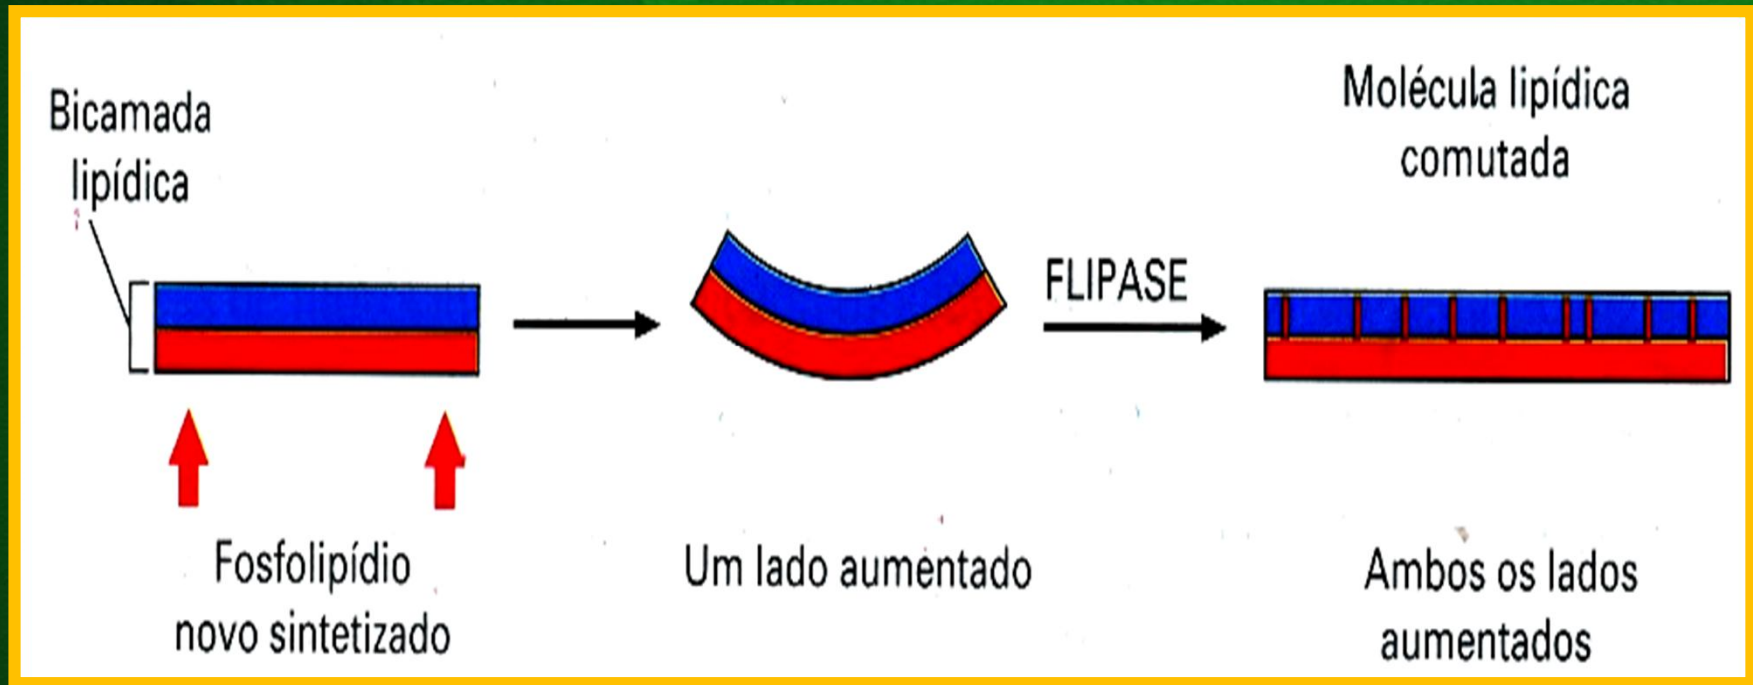 Bicamada
lipídica
Fosfolipídio
novo sintetizado
Um lado aumentado
FLIPASE
Molécula lipídica
comutada
Ambos os lados
aumentados